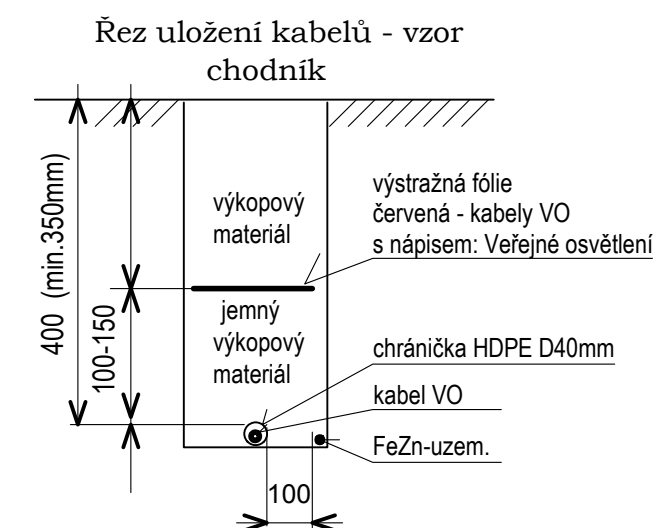 Řez uložení kabelů - vzor
chodník
400 (min.350mm)
100-150
výkopový
materiál
jemný
výkopový
materiál
výstražná fólie
červená - kabely VO
s nápisem: Veřejné osvětlení
chránička HDPE D40mm
kabel VO
FeZn-uzem.
100